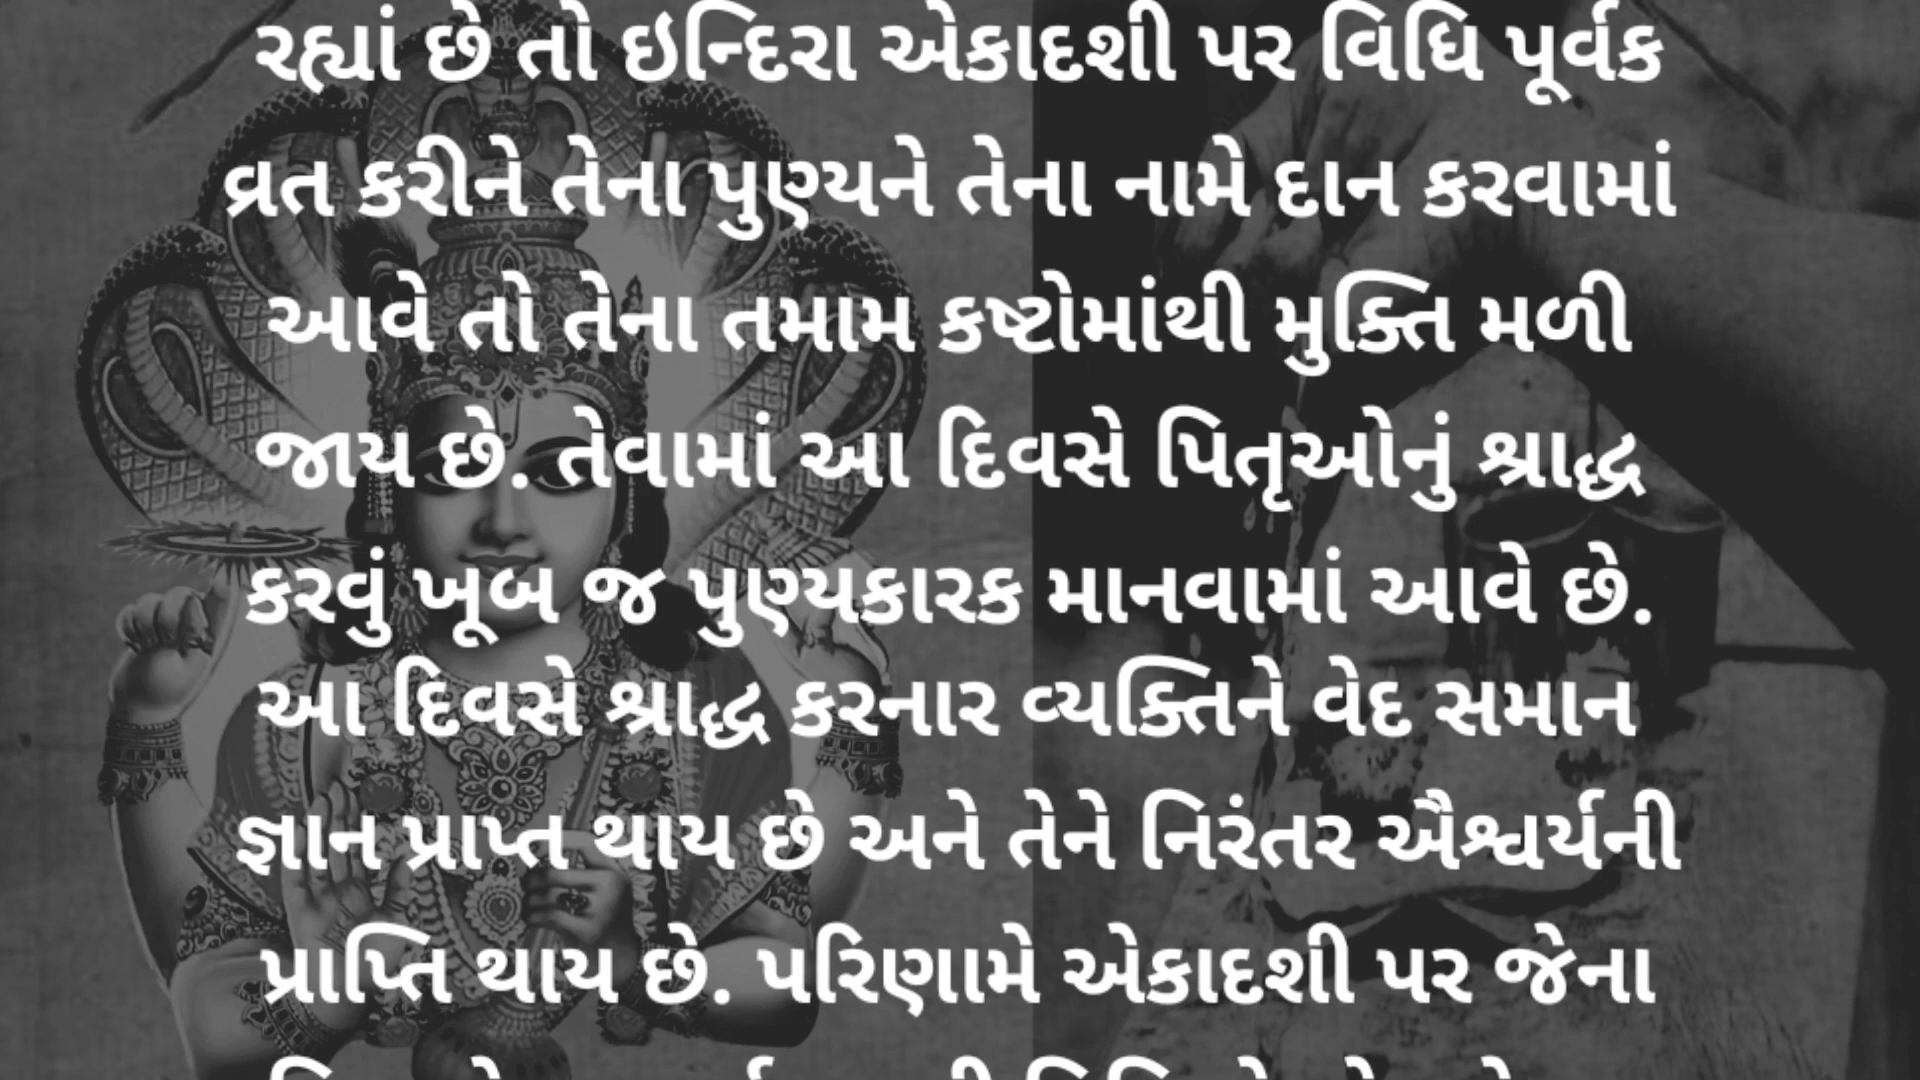 રહ્યાં છે તો ઇન્દિરા એકાદશી પર વિધિ પૂર્વક
વ્રત કરીને તેના પુણ્યને તેના નામે દાન કરવામાં
આવે તો તેના તમામ કષ્ટોમાંથી મુક્તિ મળી
જાય છે. તેવામાં આ દિવસે પિતૃઓનું શ્રાદ્ધ
કરવું ખૂબ જ પુણ્યકારક માનવામાં આવે છે.
આ દિવસે શ્રાદ્ધ કરનાર વ્યક્તિને વેદ સમાન
જ્ઞાન પ્રાપ્ત થાય છે અને તેને નિરંતર ઐશ્વર્યની
પ્રાપ્તિ થાય છે. પરિણામે એકાદશી પર જેના